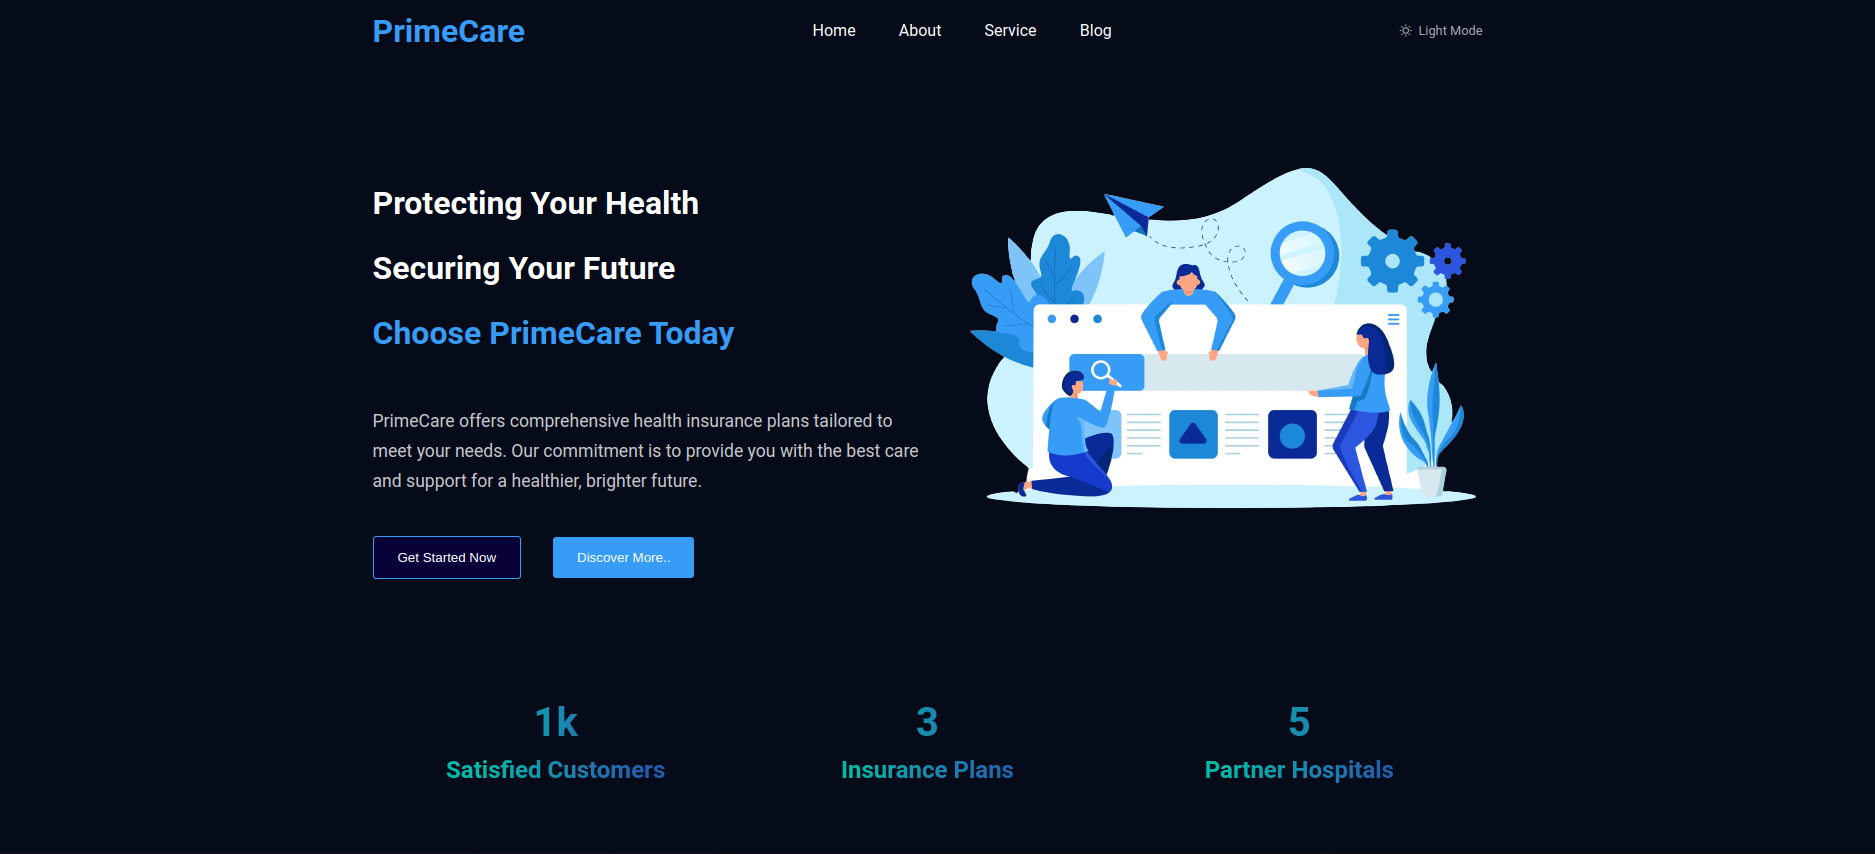 PrimeCare
Home
About
Service
Blog
Light Mode
Protecting Your Health
Securing Your Future
Choose PrimeCare Today
PrimeCare offers comprehensive health insurance plans tailored to
meet your needs. Our commitment is to provide you with the best care
and support for a healthier, brighter future.
Get Started Now
Discover More..
1k
Satisfied Customers
3
Insurance Plans
5
Partner Hospitals